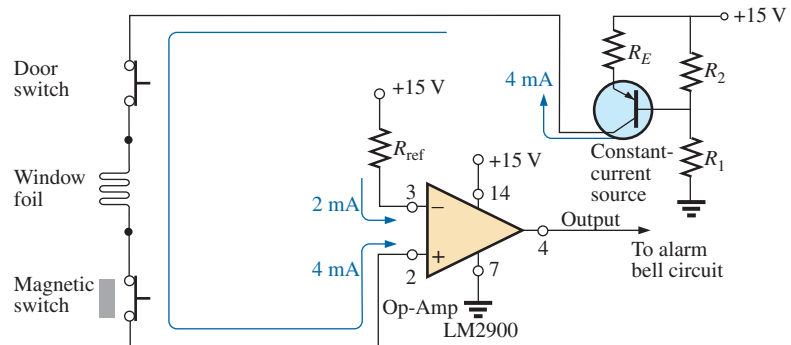 +15 V
R_E
R_2
Door
switch
4 mA
+15 V
R_ref
Constant-
current
source
R_1
+15 V
Window
foil
2 mA
3
−
14
Output
4
To alarm
bell circuit
4 mA
+
2
7
Magnetic
switch
Op-Amp
LM2900